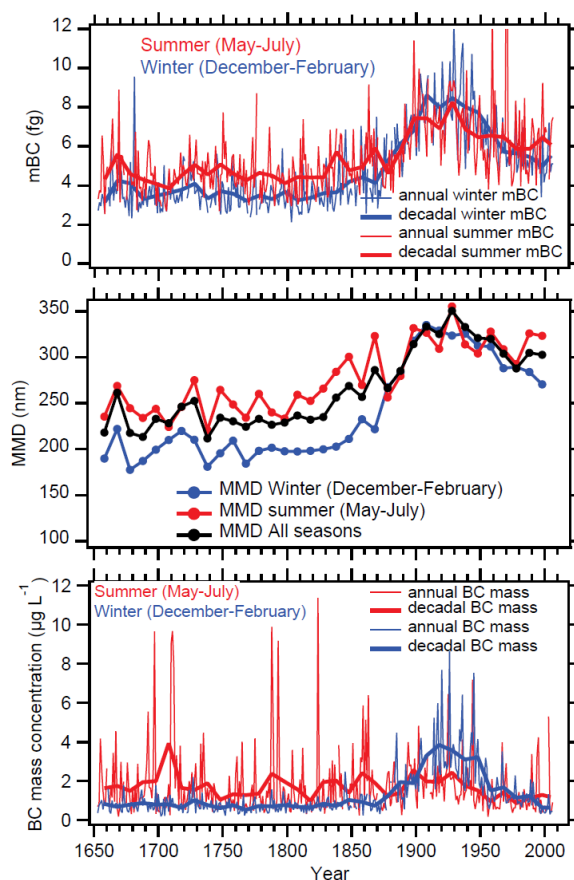 12
10
8
6
4
2
0
mBC (fg)
Summer (May-July)
Winter (December-February)
annual winter mBC
decadal winter mBC
annual summer mBC
decadal summer mBC
350
300
250
200
150
100
MMD (nm)
MMD Winter (December-February)
MMD summer (May-July)
MMD All seasons
12
10
8
6
4
2
0
BC mass concentration (µg L⁻¹)
Summer (May-July)
Winter (December-February)
annual BC mass
decadal BC mass
annual BC mass
decadal BC mass
1650 1700 1750 1800 1850 1900 1950 2000
Year